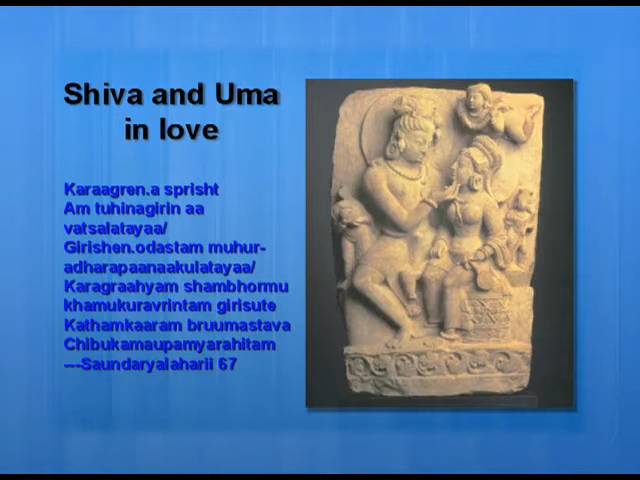 Shiva and Uma
in love
Karaagren.a sprisht
Am tuhinagirin aa
vatsalatayaa/
Girishen.odastam muhur-
adharapaanaakulatayaa/
Karagraahyam shambhormu
khamukuravrintam girisute
Kathamkaaram bruumastava
Chibukamaupamyarahitam
---Saundaryalaharii 67